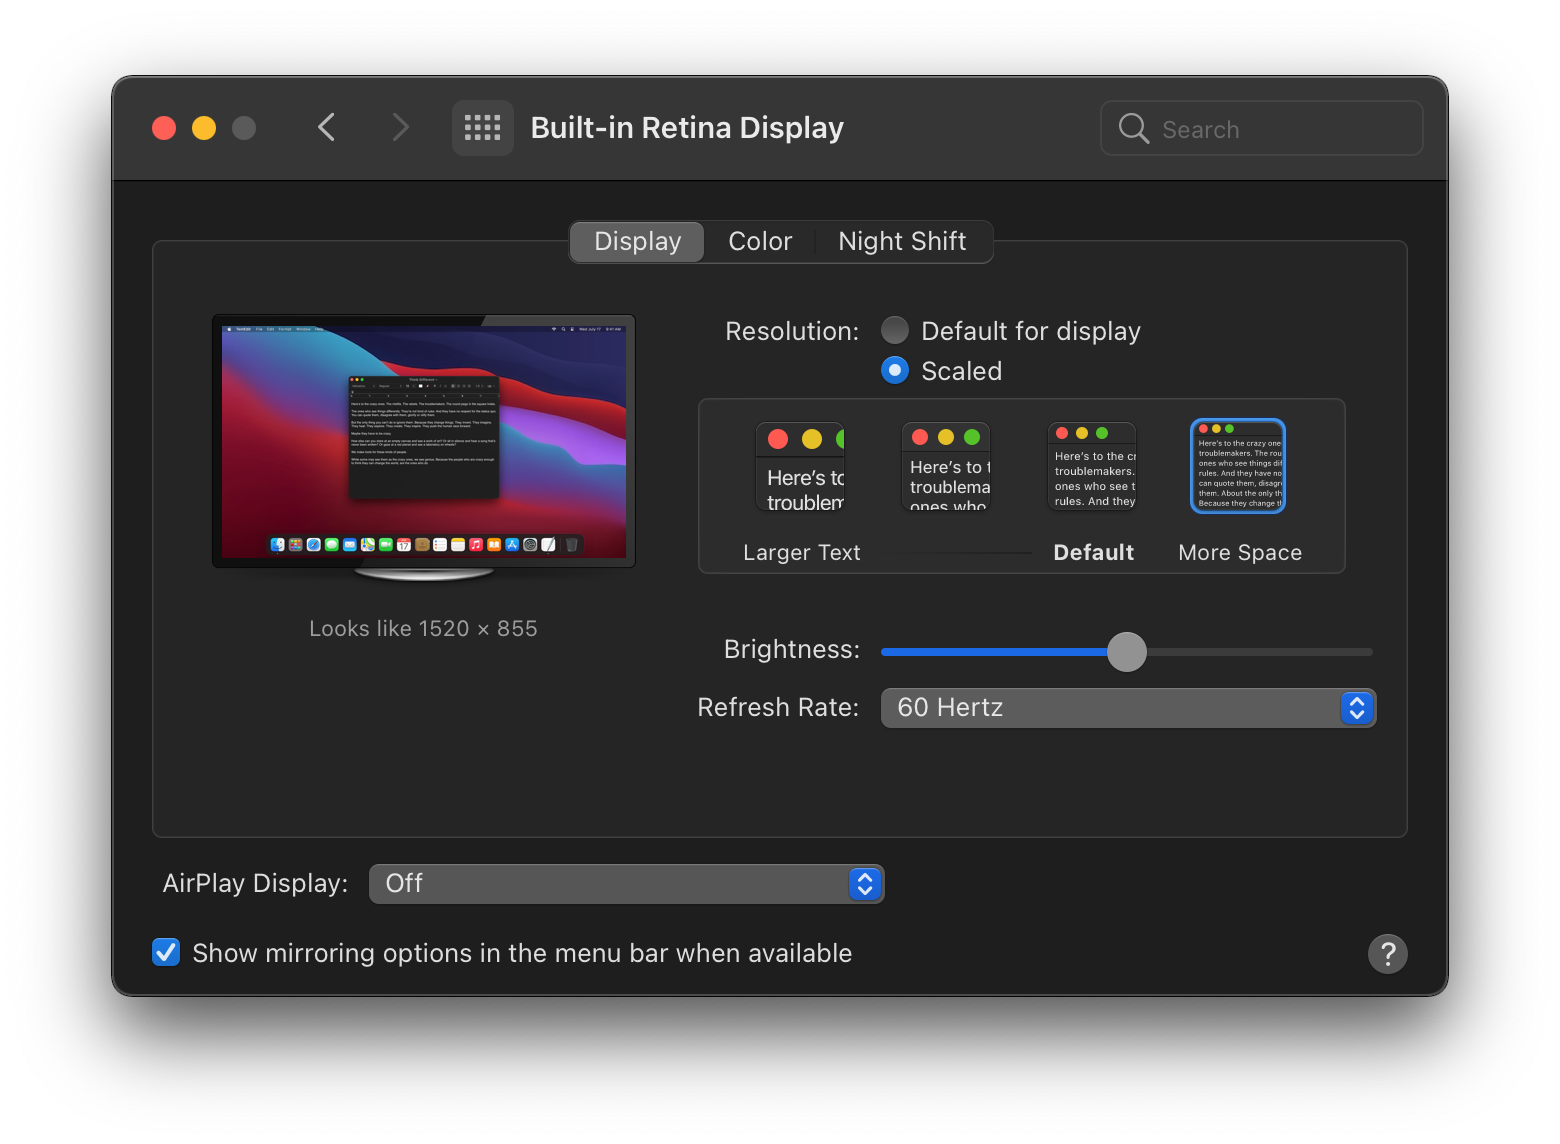 Built-in Retina Display
Search
Display Color Night Shift
Resolution:
Default for display
Scaled
Here's to
troublem
Here's to t
troublema
ones who
Here's to the cr
troublemakers.
ones who see t
rules. And they
Here's to the crazy one
troublemakers. The rou
ones who see things dif
rules. And they have no
can quote them, disagre
them. About the only th
Because they change th
Larger Text
Default
More Space
Looks like 1520 × 855
Brightness:
Refresh Rate:
60 Hertz
AirPlay Display:
Off
Show mirroring options in the menu bar when available
?